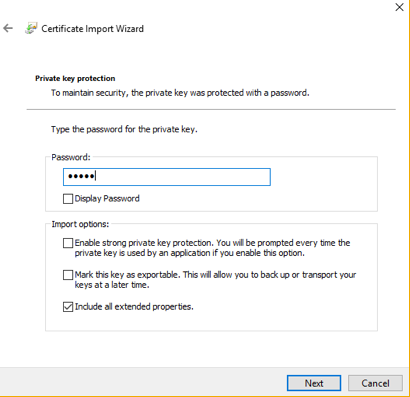 Certificate Import Wizard
Private key protection
To maintain security, the private key was protected with a password.
Type the password for the private key.
Password:
•••••
Display Password
Import options:
Enable strong private key protection. You will be prompted every time the
private key is used by an application if you enable this option.
Mark this key as exportable. This will allow you to back up or transport your
keys at a later time.
Include all extended properties.
Next Cancel